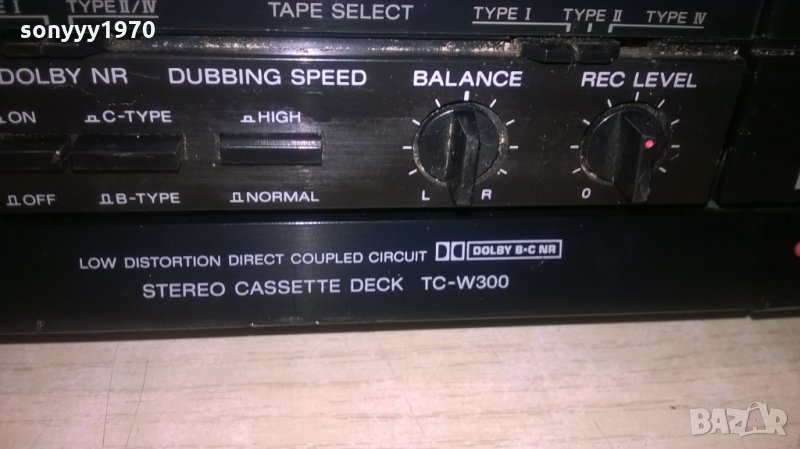 sonyyy1970
TYPE II/IV
TAPE SELECT
TYPE I TYPE II TYPE IV
DOLBY NR DUBBING SPEED BALANCE REC LEVEL
ON C-TYPE HIGH
OFF B-TYPE NORMAL
L R
0
LOW DISTORTION DIRECT COUPLED CIRCUIT DOLBY B·C NR
STEREO CASSETTE DECK TC-W300
BAZAR